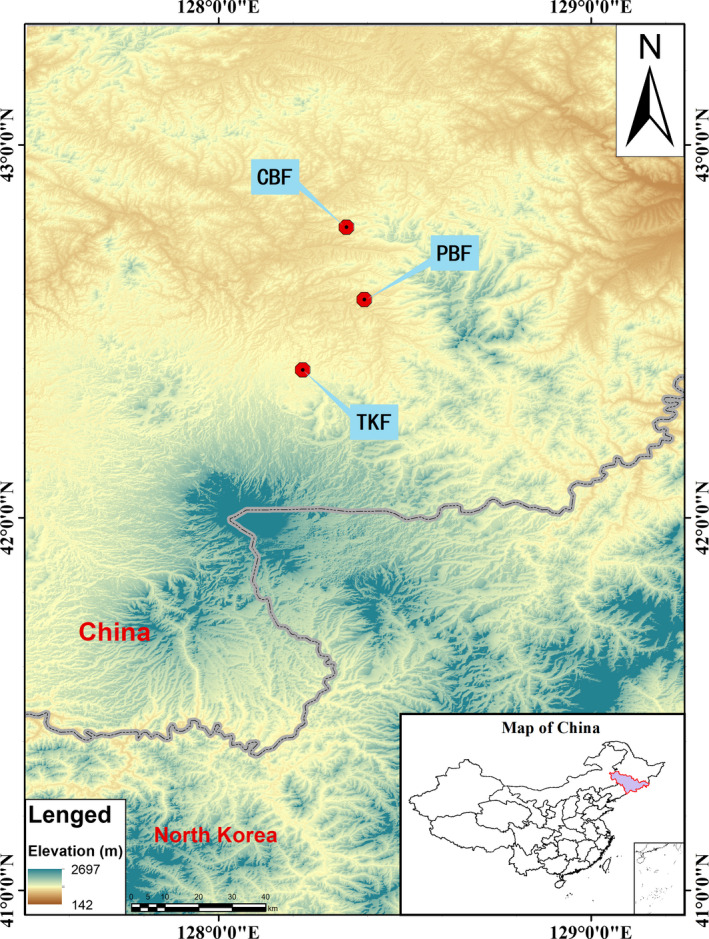 128°0'0"E
129°0'0"E
N
43°0'0"N
43°0'0"N
CBF
PBF
TKF
42°0'0"N
42°0'0"N
China
Map of China
Lenged
Elevation (m)
2697
142
North Korea
0 5 10 20 30 40
km
41°0'0"N
41°0'0"N
128°0'0"E
129°0'0"E